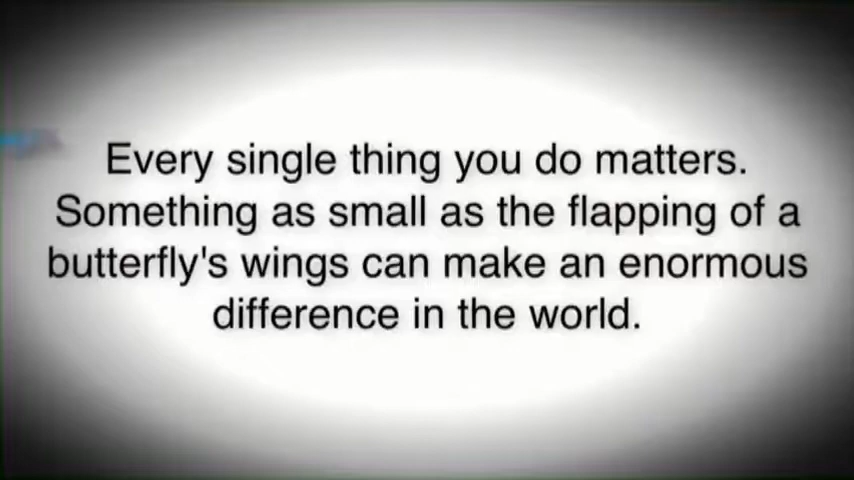 Every single thing you do matters.
Something as small as the flapping of a
butterfly's wings can make an enormous
difference in the world.